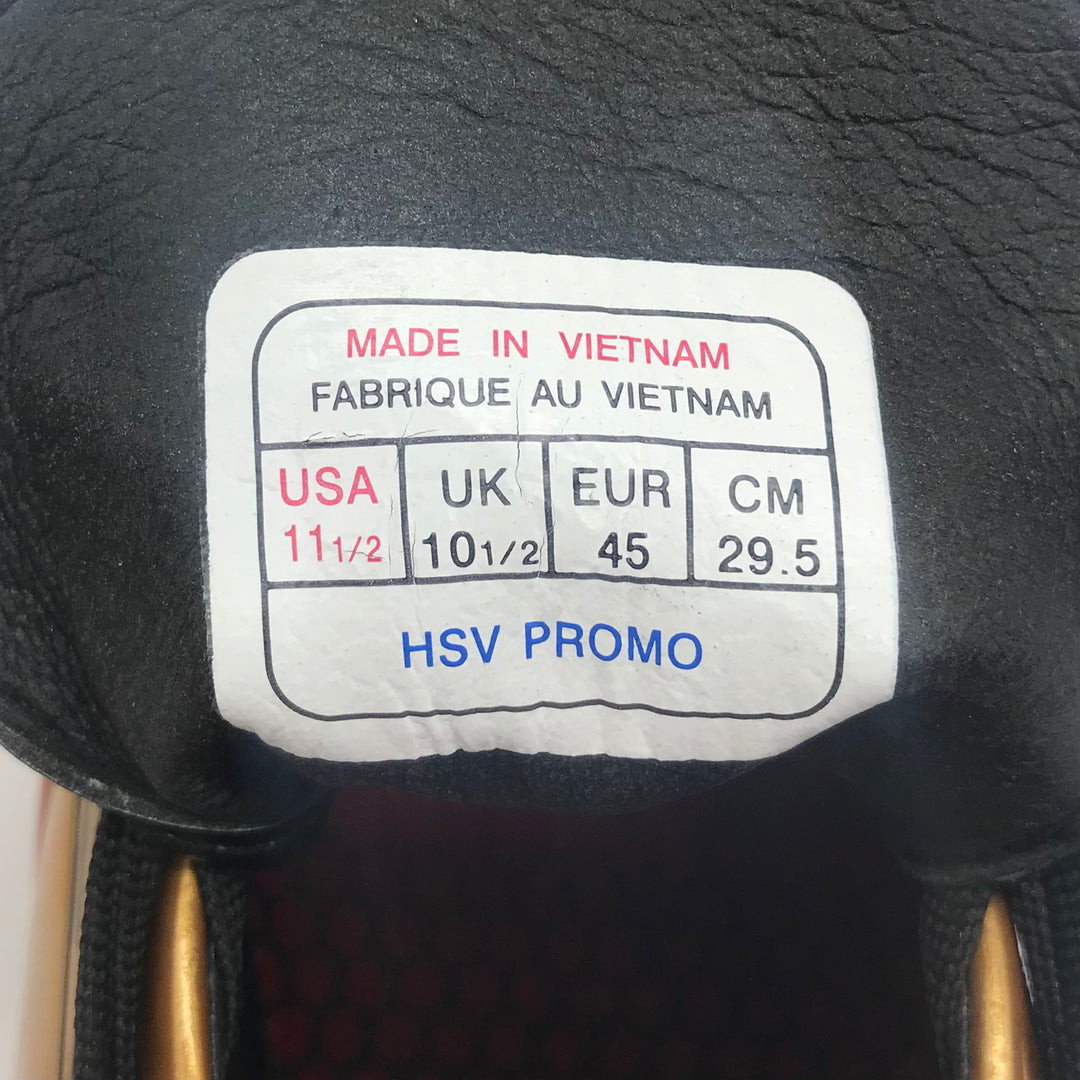 MADE IN VIETNAM
FABRIQUE AU VIETNAM
USA UK EUR CM
11 1/2 10 1/2 45 29.5
HSV PROMO